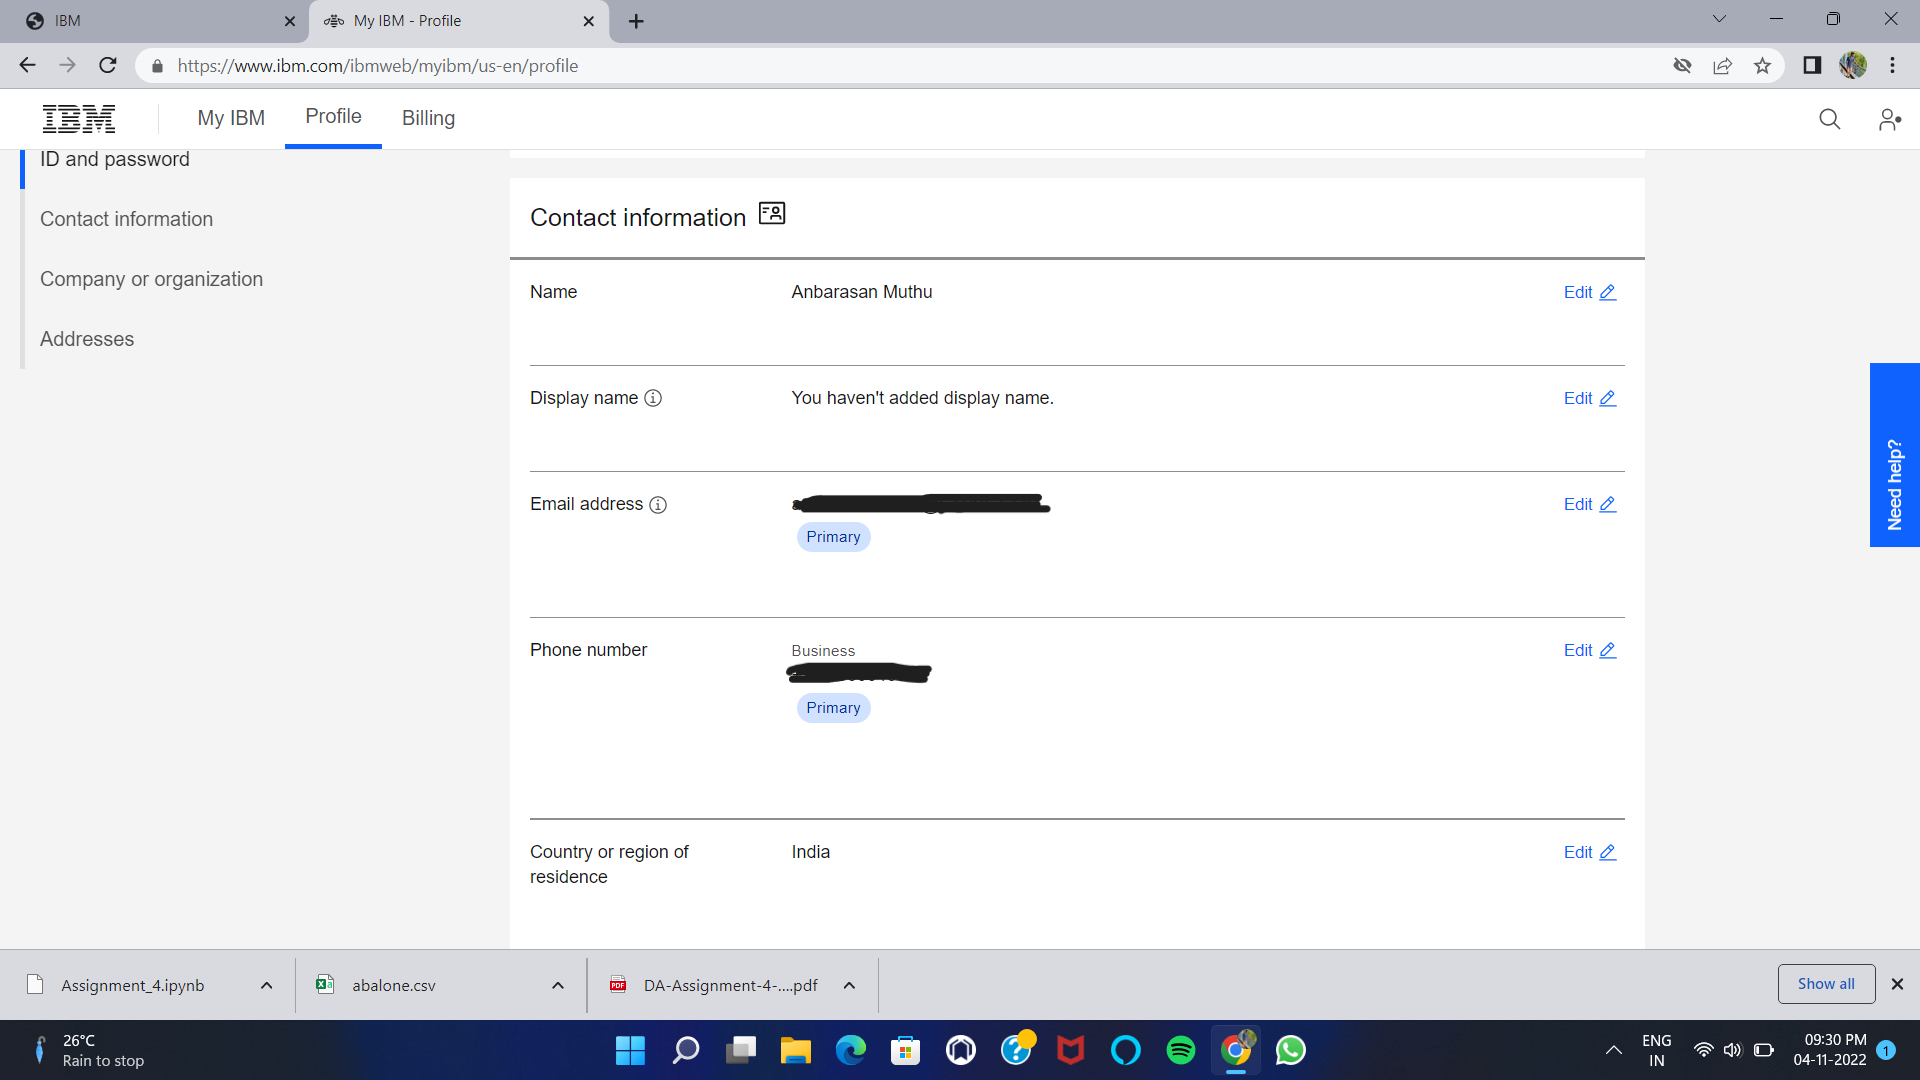 IBM
My IBM - Profile
https://www.ibm.com/ibmweb/myibm/us-en/profile
IBM
My IBM
Profile
Billing
ID and password
Contact information
Company or organization
Addresses
Contact information
Name
Anbarasan Muthu
Edit
Display name
You haven't added display name.
Edit
Email address
Edit
Primary
Phone number
Business
Edit
Primary
Country or region of
residence
India
Edit
Need help?
Assignment_4.ipynb
abalone.csv
DA-Assignment-4-....pdf
Show all
26°C
Rain to stop
ENG
IN
09:30 PM
04-11-2022
1